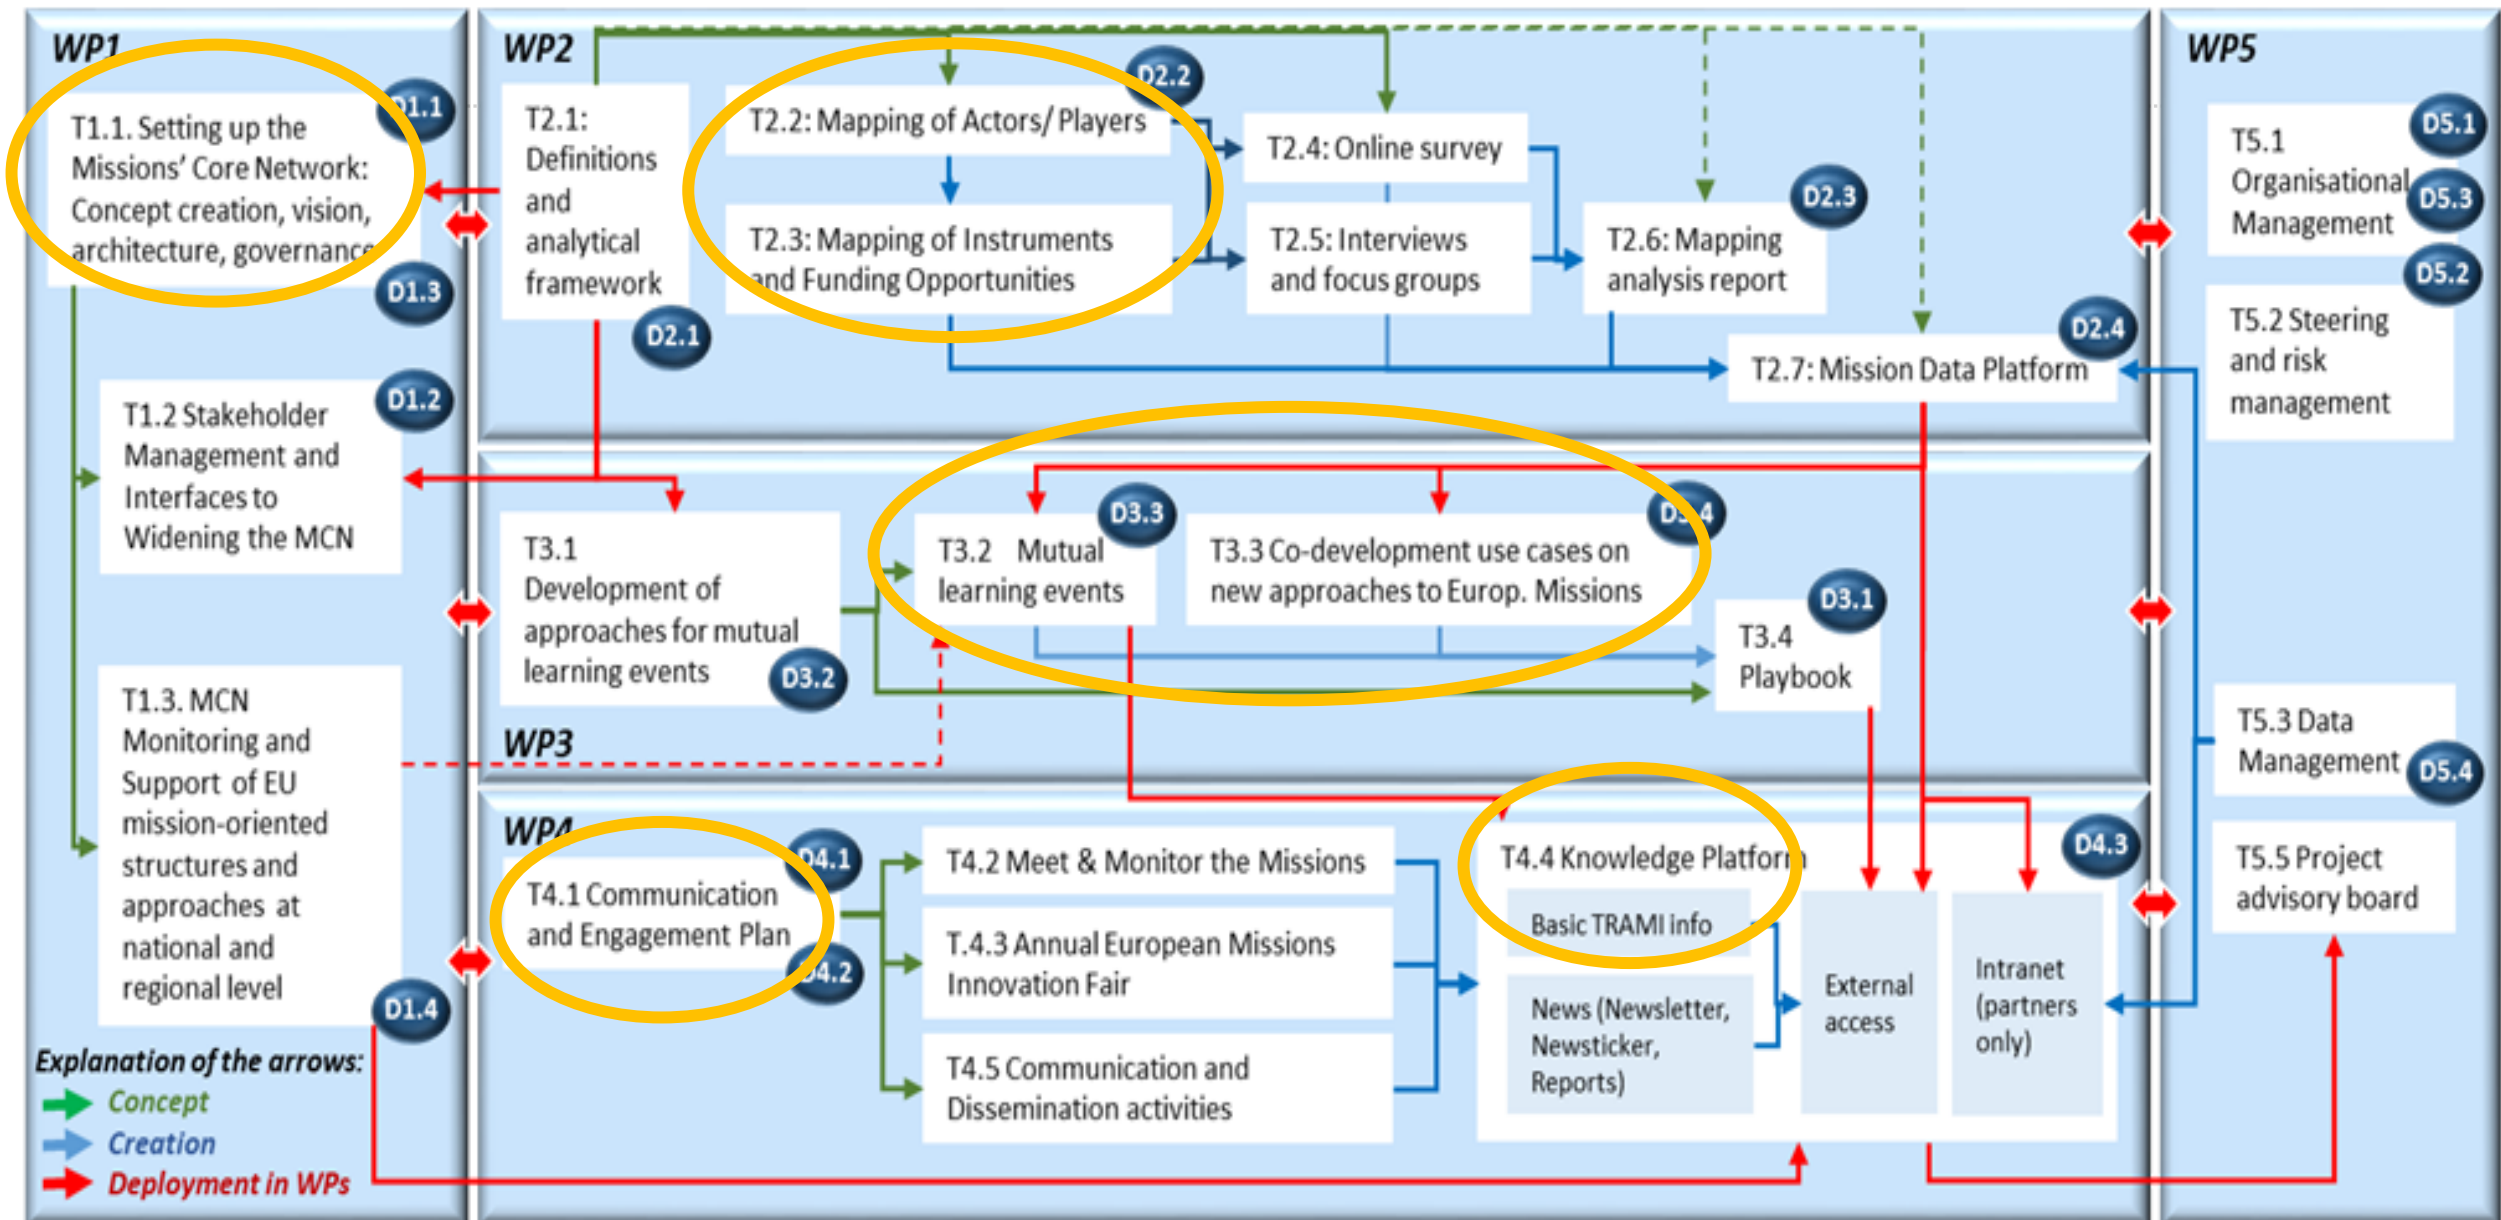 WP1
D1.1
T1.1. Setting up the
Missions' Core Network:
Concept creation, vision,
architecture, governance
D1.3
D1.2
T1.2 Stakeholder
Management and
Interfaces to
Widening the MCN
T1.3. MCN
Monitoring and
Support of EU
mission-oriented
structures and
approaches at
national and
regional level
D1.4
Explanation of the arrows:
Concept
Creation
Deployment in WPs
WP2
T2.1:
Definitions
and
analytical
framework
D2.1
D2.2
T2.2: Mapping of Actors/ Players
T2.3: Mapping of Instruments
and Funding Opportunities
T2.4: Online survey
T2.5: Interviews
and focus groups
D2.3
T2.6: Mapping
analysis report
D2.4
T2.7: Mission Data Platform
T3.1
Development of
approaches for mutual
learning events
D3.2
WP3
D3.3
T3.2 Mutual
learning events
D3.4
T3.3 Co-development use cases on
new approaches to Europ. Missions
D3.1
T3.4
Playbook
WP4
D4.1
T4.1 Communication
and Engagement Plan
D4.2
T4.2 Meet & Monitor the Missions
T.4.3 Annual European Missions
Innovation Fair
T4.5 Communication and
Dissemination activities
D4.3
T4.4 Knowledge Platform
Basic TRAMI info
News (Newsletter,
Newsticker,
Reports)
External
access
Intranet
(partners
only)
WP5
D5.1
T5.1
Organisational
Management
D5.3
D5.2
T5.2 Steering
and risk
management
T5.3 Data
Management
D5.4
T5.5 Project
advisory board